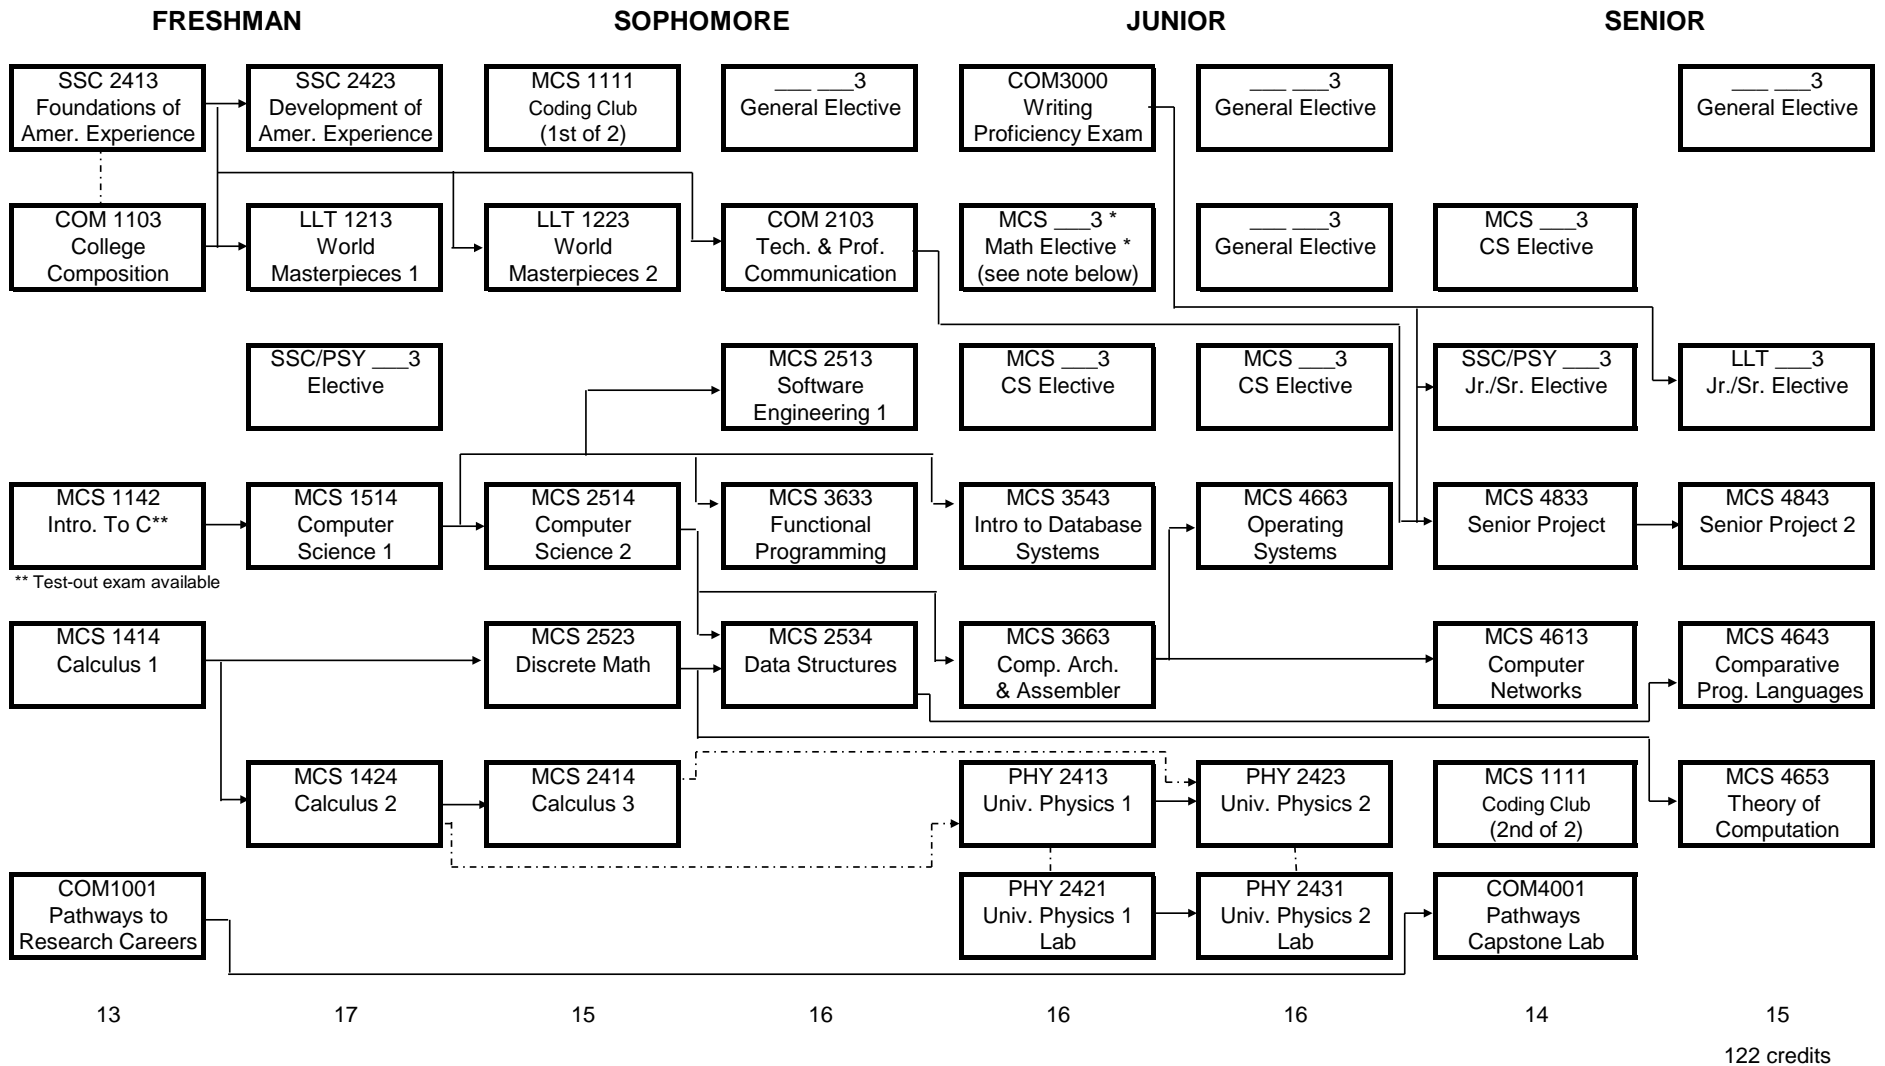 FRESHMAN
SOPHOMORE
JUNIOR
SENIOR
SSC 2413
Foundations of
Amer. Experience
SSC 2423
Development of
Amer. Experience
MCS 1111
Coding Club
(1st of 2)
___ ___3
General Elective
COM3000
Writing
Proficiency Exam
___ ___3
General Elective
___ ___3
General Elective
COM 1103
College
Composition
LLT 1213
World
Masterpieces 1
LLT 1223
World
Masterpieces 2
COM 2103
Tech. & Prof.
Communication
MCS ___3 *
Math Elective *
(see note below)
___ ___3
General Elective
MCS ___3
CS Elective
SSC/PSY ___3
Elective
MCS 2513
Software
Engineering 1
MCS ___3
CS Elective
MCS ___3
CS Elective
SSC/PSY ___3
Jr./Sr. Elective
LLT ___3
Jr./Sr. Elective
MCS 1142
Intro. To C**
MCS 1514
Computer
Science 1
MCS 2514
Computer
Science 2
MCS 3633
Functional
Programming
MCS 3543
Intro to Database
Systems
MCS 4663
Operating
Systems
MCS 4833
Senior Project
MCS 4843
Senior Project 2
** Test-out exam available
MCS 1414
Calculus 1
MCS 2523
Discrete Math
MCS 2534
Data Structures
MCS 3663
Comp. Arch.
& Assembler
MCS 4613
Computer
Networks
MCS 4643
Comparative
Prog. Languages
MCS 1424
Calculus 2
MCS 2414
Calculus 3
PHY 2413
Univ. Physics 1
PHY 2423
Univ. Physics 2
MCS 1111
Coding Club
(2nd of 2)
MCS 4653
Theory of
Computation
COM1001
Pathways to
Research Careers
PHY 2421
Univ. Physics 1
Lab
PHY 2431
Univ. Physics 2
Lab
COM4001
Pathways
Capstone Lab
13
17
15
16
16
16
14
15
122 credits